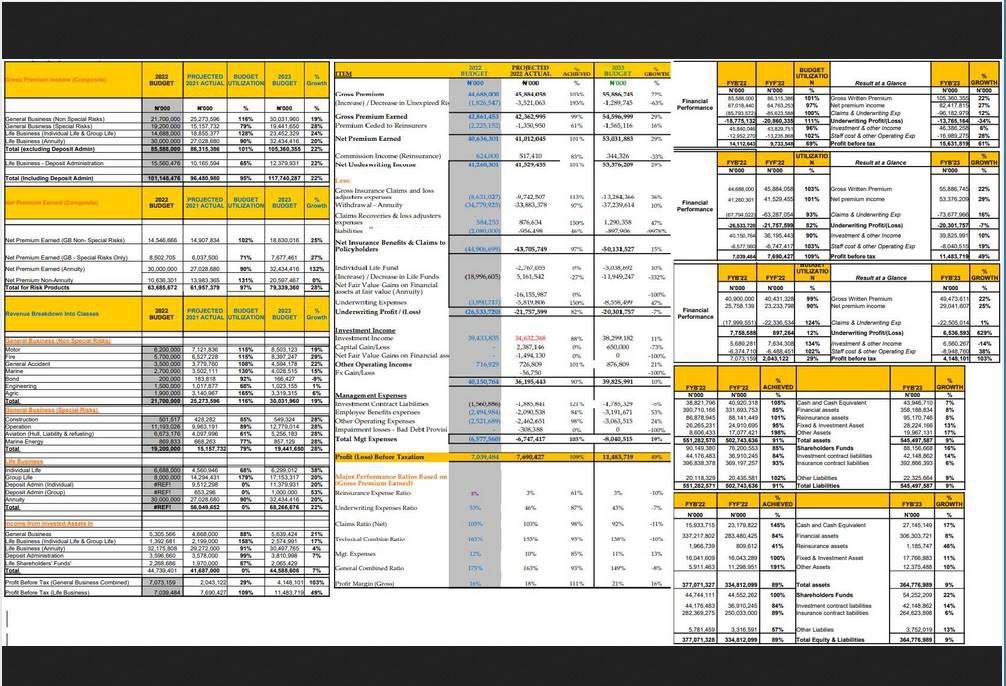 Gross Premium Income (Composite) 2022 BUDGET PROJECTED 2022 ACTUAL BUDGET UTILIZATION 2023 BUDGET % Growth
N'000 N'000 % N'000 %
General Business (Non Special Risks) 21,700,000 25,273,596 116% 30,031,960 19%
General Business (Special Risks) 19,200,000 15,157,732 79% 19,441,650 28%
Life Business (Individual Life & Group Life) 14,688,000 18,855,377 128% 23,452,329 24%
Life Business (Annuity) 30,000,000 27,028,680 90% 32,434,416 20%
Total (excluding Deposit Admin) 85,588,000 86,315,386 101% 105,360,355 22%
Life Business - Deposit Administration 15,560,476 10,165,594 65% 12,379,931 22%
Total (Including Deposit Admin) 101,148,476 96,480,980 95% 117,740,287 22%
Net Premium Earned (Composite) 2022 BUDGET PROJECTED 2022 ACTUAL BUDGET UTILIZATION 2023 BUDGET % Growth
Net Premium Earned (GB Non- Special Risks) 14,546,666 14,907,834 102% 18,630,016 25%
Net Premium Earned (GB - Special Risks Only) 8,502,705 6,037,500 71% 7,677,461 27%
Net Premium Earned (Annuity) 30,000,000 27,028,680 90% 32,434,416
Net Premium Non-Annuity 10,636,301 13,983,365 131% 20,597,467
Total for Risk Products 63,685,672 61,957,379 97% 79,339,360 28%
Revenue Breakdown Into Classes 2022 BUDGET PROJECTED 2022 ACTUAL BUDGET UTILIZATION 2023 BUDGET % Growth
General Business (Non Special Risks)
Motor 6,200,000 7,121,836 115% 8,503,123 19%
Fire 5,700,000 6,527,228 115% 8,397,247 29%
General Accident 3,500,000 3,779,760 108% 23%
Marine 2,700,000 3,502,111 130% 4,028,515 15%
Bond 200,000 183,818 92% 166,427 -9%
Engineering 1,500,000 1,017,877 68% 1,023,155 1%
Agric 1,900,000 3,140,967 165% 3,319,315 6%
Total 21,700,000 25,273,596 116% 30,031,960 19%
General Business (Special Risks)
Construction 501,517 428,282 85% 549,324 28%
Operation 11,193,026 9,963,191 89% 12,779,014 28%
Aviation (Hull, Liability & refueling) 6,673,176 4,097,996 61% 5,256,183 28%
Marine Energy 869,833 668,263 77% 857,129 28%
Total 19,200,000 15,157,732 79% 19,441,650 28%
Life Business
Individual Life 6,688,000 4,560,946 68% 6,299,012 38%
Group Life 8,000,000 14,294,431 179% 17,153,317 20%
Deposit Admin (Individual) #REF! 9,512,298 0% 20%
Deposit Admin (Group) #REF! 653,296 0% 1,000,000 53%
Annuity 30,000,000 27,028,680 90% 32,434,416 20%
Total #REF! 56,049,652 0% 68,266,676 22%
Income from Invested Assets In
General Business 5,305,566 4,668,000 88% 5,639,424 21%
Life Business (Individual Life & Group Life) 1,392,681 2,199,000 158% 2,574,991 17%
Life Business (Annuity) 32,175,808 29,272,000 91% 30,497,765 4%
Deposit Administration 3,596,660 3,578,000 99% 3,810,998 7%
Life Shareholders' Funds' 2,268,686 1,970,000 87% 2,065,429
Total 44,739,401 41,687,000 0% 44,588,606 7%
Profit Before Tax (General Business Combined) 7,073,159 2,043,122 29% 4,148,101 103%
Profit Before Tax (Life Business) 7,039,484 7,690,427 109% 11,483,719 49%
ITEM 2022 BUDGET PROJECTED 2022 ACTUAL % ACHIEVED 2023 BUDGET % GROWTH
N'000 N'000 % N'000 %
Gross Premium 44,688,000 45,884,058 103% 55,886,745 22%
(Increase) / Decrease in Unexpired Ris (1,826,547) -3,521,063 193% -1,289,745 -63%
Gross Premium Earned 42,861,453 42,362,995 99% 54,596,999 29%
Premium Ceded to Reinsurers (2,225,152) -1,350,950 61% -1,565,116 16%
Net Premium Earned 40,636,301 41,012,045 101% 53,031,883 29%
Commission Income (Reinsurance) 624,000 517,410 83% 344,326 -33%
Net Underwriting Income 41,260,301 41,529,455 101% 53,376,209 29%
Less:
Gross Insurance Claims and loss
adjusters expenses (8,631,027) -9,742,507 113% -13,284,364 36%
Withdrawal - Annuity (34,779,925) -33,883,378 97% -37,239,614 10%
Claims Recoveries & loss adjusters
expenses 584,253 876,634 150% 1,290,358 47%
liabilities (2,080,000) -956,498 46% -897,906
Net Insurance Benefits & Claims to
Policyholders (44,906,699) -43,705,749 97% -50,131,527 15%
Individual Life Fund -2,767,055 0% -3,038,692 10%
(Increase) / Decrease in Life Funds (18,996,605) 5,161,542 -27% -11,949,247 -332%
Net Fair Value Gains on Financial
assets at fair value (Annuity) -16,155,987 0% -100%
Underwriting Expenses (3,890,717) -5,819,806 150% -8,558,499 47%
Underwriting Profit / (Loss) (26,533,720) -21,757,599 82% -20,301,757 -7%
Investment Income
Investment Income 39,433,835 34,632,368 88% 38,299,182 11%
Capital Gain/Loss - 2,387,146 0% 650,000 -73%
Net Fair Value Gains on Financial ass - -1,494,130 0% 0 -100%
Other Operating Income 716,929 726,809 101% 876,809 21%
Fx Gain/Loss -56,750 -100%
40,150,764 36,195,443 90% 39,825,991 10%
Management Expenses
Investment Contract Liabilities (1,560,886) -1,885,841 121% -1,785,329 -6%
Employee Benefits expenses (2,494,984) -2,090,538 84% -3,191,671 53%
Other Operating Expenses (2,521,689) -2,462,651 98% -3,063,515 24%
Impairment losses - Bad Debt Provisi - -308,388 0% 0 -100%
Total Mgt Expenses (6,577,560) -6,747,417 103% -8,040,515 19%
Profit (Loss) Before Taxation 7,039,484 7,690,427 109% 11,483,719 49%
Major Performance Ratios Based on
(Gross Premium Earned)
Reinsurance Expense Ratio 5% 3% 61% 3% -10%
Underwriting Expenses Ratio 53% 46% 87% 43% -7%
Claims Ratio (Net) 105% 103% 98% 92% -11%
Technical Combined Ratio 163% 153% 93% 138% -10%
Mgt. Expenses 12% 10% 85% 11% 13%
General Combined Ratio 175% 163% 93% 149% -8%
Profit Margin (Gross) 16% 18% 111% 21% 16%
Financial Performance
FYB'22 FYF'22 BUDGET UTILIZATION Result at a Glance FYB'23 % GROWTH
N'000 N'000 % N'000 %
85,588,000 86,315,386 101% Gross Written Premium 105,360,355 22%
67,018,440 64,763,253 97% Net premium income 82,417,815 27%
(85,793,571) -85,623,588 100% Claims & Underwriting Exp -96,182,979 12%
-18,775,132 -20,860,335 111% Underwriting Profit/(Loss) -13,765,164 -34%
45,840,046 43,829,751 96% Investment & other Income 46,386,258 6%
-12,952,270 -13,235,868 102% Staff cost & other Operating Exp -16,989,275 28%
14,112,643 9,733,548 69% Profit before tax 15,631,819 61%
Financial Performance
FYB'22 FYF'22 UTILIZATION Result at a Glance FYB'23 GROWTH
N'000 N'000 % N'000 %
44,688,000 45,884,058 103% Gross Written Premium 55,886,745 22%
41,260,301 41,529,455 101% Net premium income 53,376,209 29%
(67,794,022) -63,287,054 93% Claims & Underwriting Exp -73,677,966 16%
-26,533,720 -21,757,599 82% Underwriting Profit/(Loss) -20,301,757 -7%
40,150,764 36,195,443 90% Investment & other Income 39,825,991 10%
-6,577,560 -6,747,417 103% Staff cost & other Operating Exp -8,040,515 19%
7,039,484 7,690,427 109% Profit before tax 11,483,719 49%
Financial Performance
FYB'22 FYF'22 BUDGET UTILIZATION Result at a Glance FYB'23 % GROWTH
N'000 N'000 % N'000 %
40,900,000 40,431,328 99% Gross Written Premium 49,473,611 22%
25,758,139 23,233,798 90% Net premium income 29,041,607 25%
(17,999,551) -22,336,534 124% Claims & Underwriting Exp -22,505,014 1%
7,758,588 897,264 12% Underwriting Profit/(Loss) 6,536,593 629%
5,689,281 7,634,308 134% Investment & other Income 6,560,267 -14%
-6,374,710 -6,488,451 102% Staff cost & other Operating Exp -8,948,760 38%
7,073,159 2,043,122 29% Profit before tax 4,148,101 103%
FYB'22 FYF'22 % ACHIEVED FYB'23 % GROWTH
N'000 N'000 % N'000 %
38,821,796 40,920,318 105% Cash and Cash Equivalent 43,946,710 7%
390,710,168 331,693,753 85% Financial assets 358,188,834 8%
86,878,945 88,141,449 101% Reinsurance assets 95,170,746 8%
26,265,231 24,910,695 95% Fixed & Investment Asset 28,224,166 13%
8,606,433 17,077,421 198% Other Assets 19,967,131 17%
551,282,570 502,743,636 91% Total assets 545,497,587 9%
90,149,380 76,200,553 85% Shareholders Funds 88,156,668 16%
44,176,483 36,910,245 84% Investment contract liabilities 42,148,862 14%
396,838,378 369,197,257 93% Insurance contract liabilities 392,866,393 6%
20,118,329 20,435,581 102% Other Liabilities 22,325,664 9%
551,282,571 502,743,636 91% Total Liabilities 545,497,587 9%
FYB'22 FYF'22 % ACHIEVED FYB'23 % GROWTH
N'000 N'000 % N'000 %
15,933,715 23,179,822 145% Cash and Cash Equivalent 27,145,149 17%
337,217,802 283,480,425 84% Financial assets 306,303,721 8%
1,966,739 809,612 41% Reinsurance assets 1,185,747 46%
16,041,609 16,043,289 100% Fixed & Investment Asset 17,766,883 11%
5,911,463 11,298,951 191% Other Assets 12,375,488 10%
377,071,327 334,812,099 89% Total assets 364,776,989 9%
44,744,111 44,552,262 100% Shareholders Funds 54,252,209 22%
44,176,483 36,910,245 84% Investment contract liabilities 42,148,862 14%
282,369,275 250,033,000 89% Insurance contract liabilities 264,623,898 6%
5,781,459 3,316,591 57% Other Liabilities 3,752,019 13%
377,071,328 334,812,099 89% Total Equity & Liabilities 364,776,989 9%